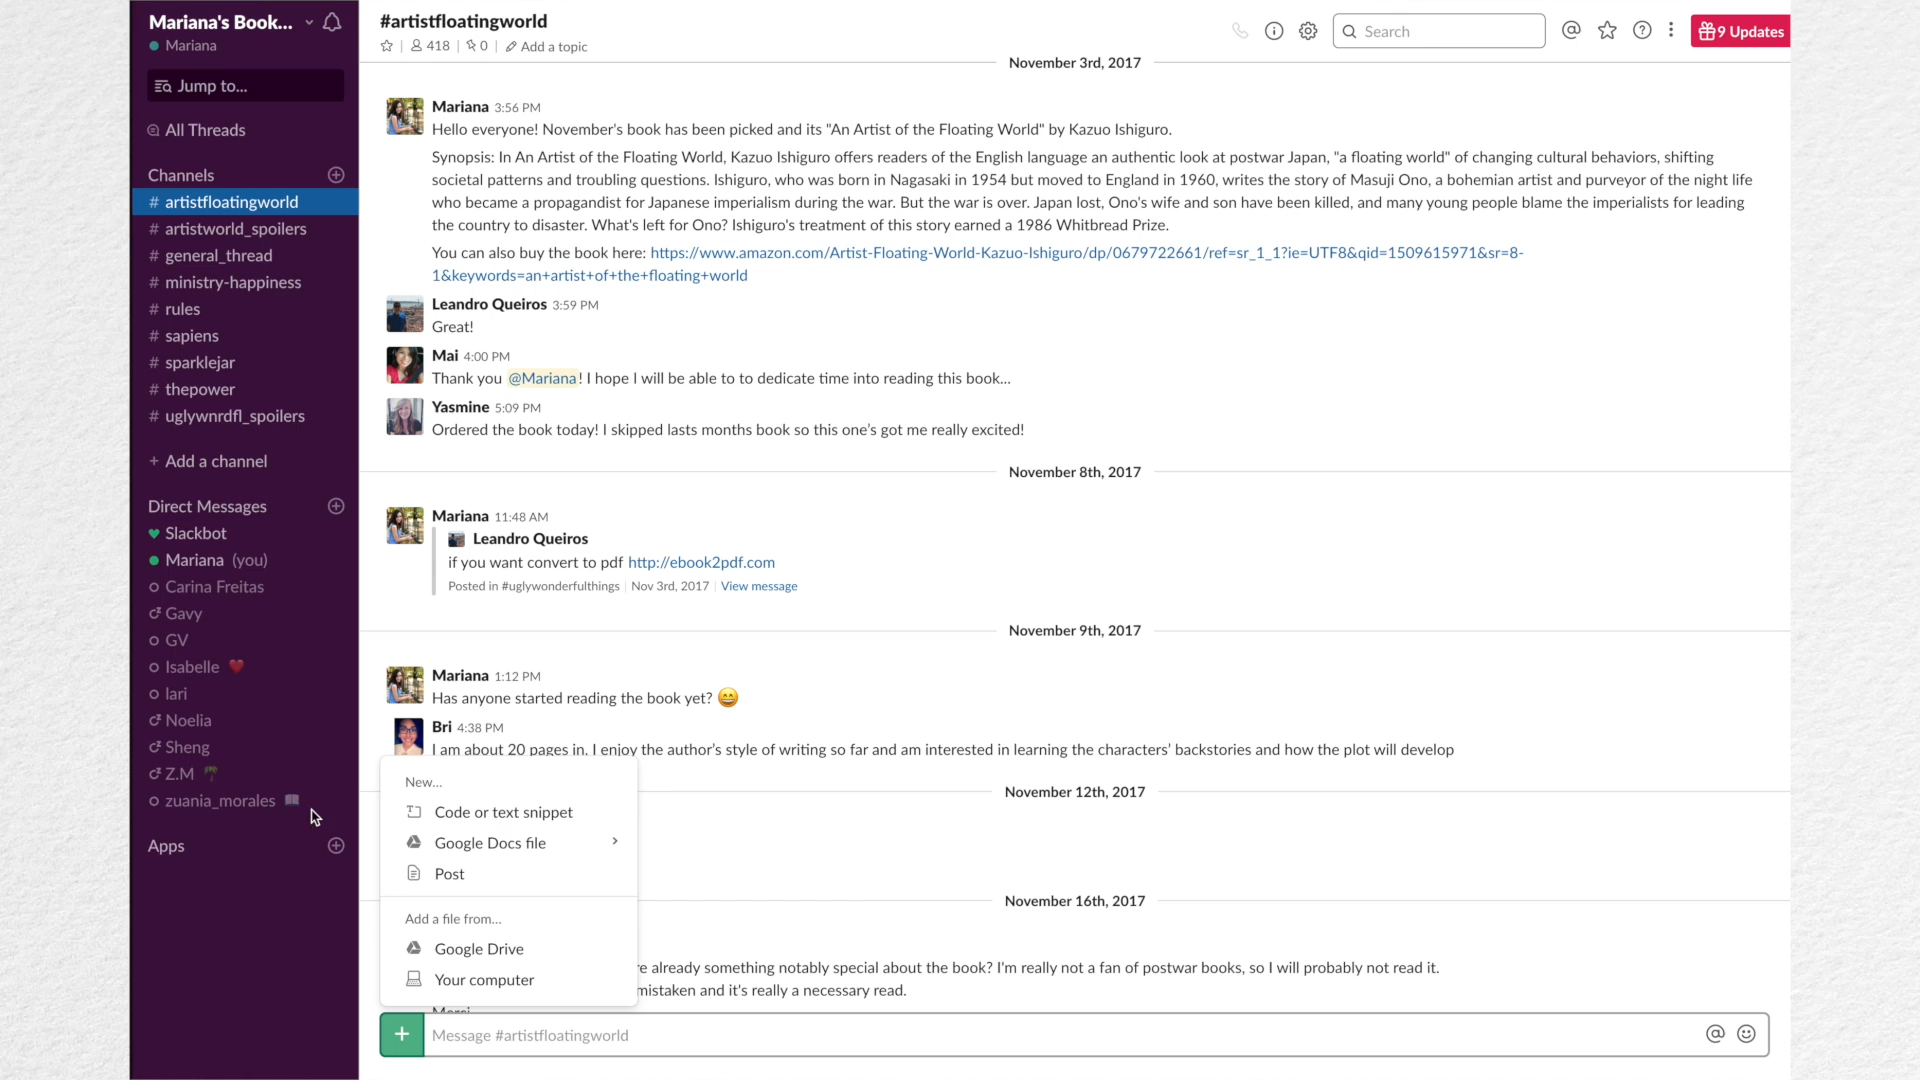 Mariana's Book...
Mariana
Jump to...
All Threads
Channels
# artistfloatingworld
# artistworld_spoilers
# general_thread
# ministry-happiness
# rules
# sapiens
# sparklejar
# thepower
# uglywnrdfl_spoilers
+ Add a channel
Direct Messages
Slackbot
Mariana (you)
Carina Freitas
Gavy
GV
Isabelle
Noelia
Sheng
Z.M
zuania_morales
Apps
#artistfloatingworld
418 | 0 | Add a topic
Search
9 Updates
November 3rd, 2017
Mariana 3:56 PM
Hello everyone! November's book has been picked and its "An Artist of the Floating World" by Kazuo Ishiguro.
Synopsis: In An Artist of the Floating World, Kazuo Ishiguro offers readers of the English language an authentic look at postwar Japan, "a floating world" of changing cultural behaviors, shifting
societal patterns and troubling questions. Ishiguro, who was born in Nagasaki in 1954 but moved to England in 1960, writes the story of Masuji Ono, a bohemian artist and purveyor of the night life
who became a propagandist for Japanese imperialism during the war. But the war is over. Japan lost, Ono's wife and son have been killed, and many young people blame the imperialists for leading
the country to disaster. What's left for Ono? Ishiguro's treatment of this story earned a 1986 Whitbread Prize.
You can also buy the book here: https://www.amazon.com/Artist-Floating-World-Kazuo-Ishiguro/dp/0679722661/ref=sr_1_1?ie=UTF8&qid=1509615971&sr=8-
1&keywords=an+artist+of+the+floating+world
Leandro Queiros 3:59 PM
Great!
Mai 4:00 PM
Thank you @Mariana! I hope I will be able to to dedicate time into reading this book...
Yasmine 5:09 PM
Ordered the book today! I skipped lasts months book so this one's got me really excited!
November 8th, 2017
Mariana 11:48 AM
Leandro Queiros
if you want convert to pdf http://ebook2pdf.com
Posted in #uglywonderfulthings | Nov 3rd, 2017 | View message
November 9th, 2017
Mariana 1:12 PM
Has anyone started reading the book yet? 😄
Bri 4:38 PM
I am about 20 pages in. I enjoy the author's style of writing so far and am interested in learning the characters' backstories and how the plot will develop
New...
Code or text snippet
Google Docs file
Post
Add a file from...
Google Drive
Your computer
November 12th, 2017
November 16th, 2017
already something notably special about the book? I'm really not a fan of postwar books, so I will probably not read it.
mistaken and it's really a necessary read.
+ Message #artistfloatingworld